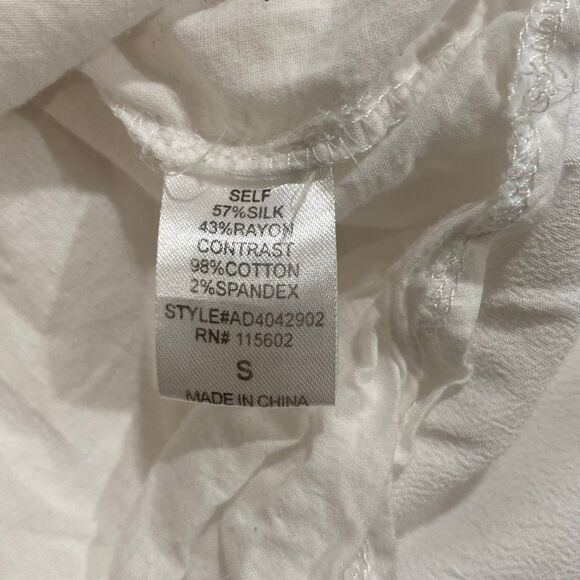 SELF
57%SILK
43%RAYON
CONTRAST
98%COTTON
2%SPANDEX
STYLE#AD4042902
RN# 115602
S
MADE IN CHINA